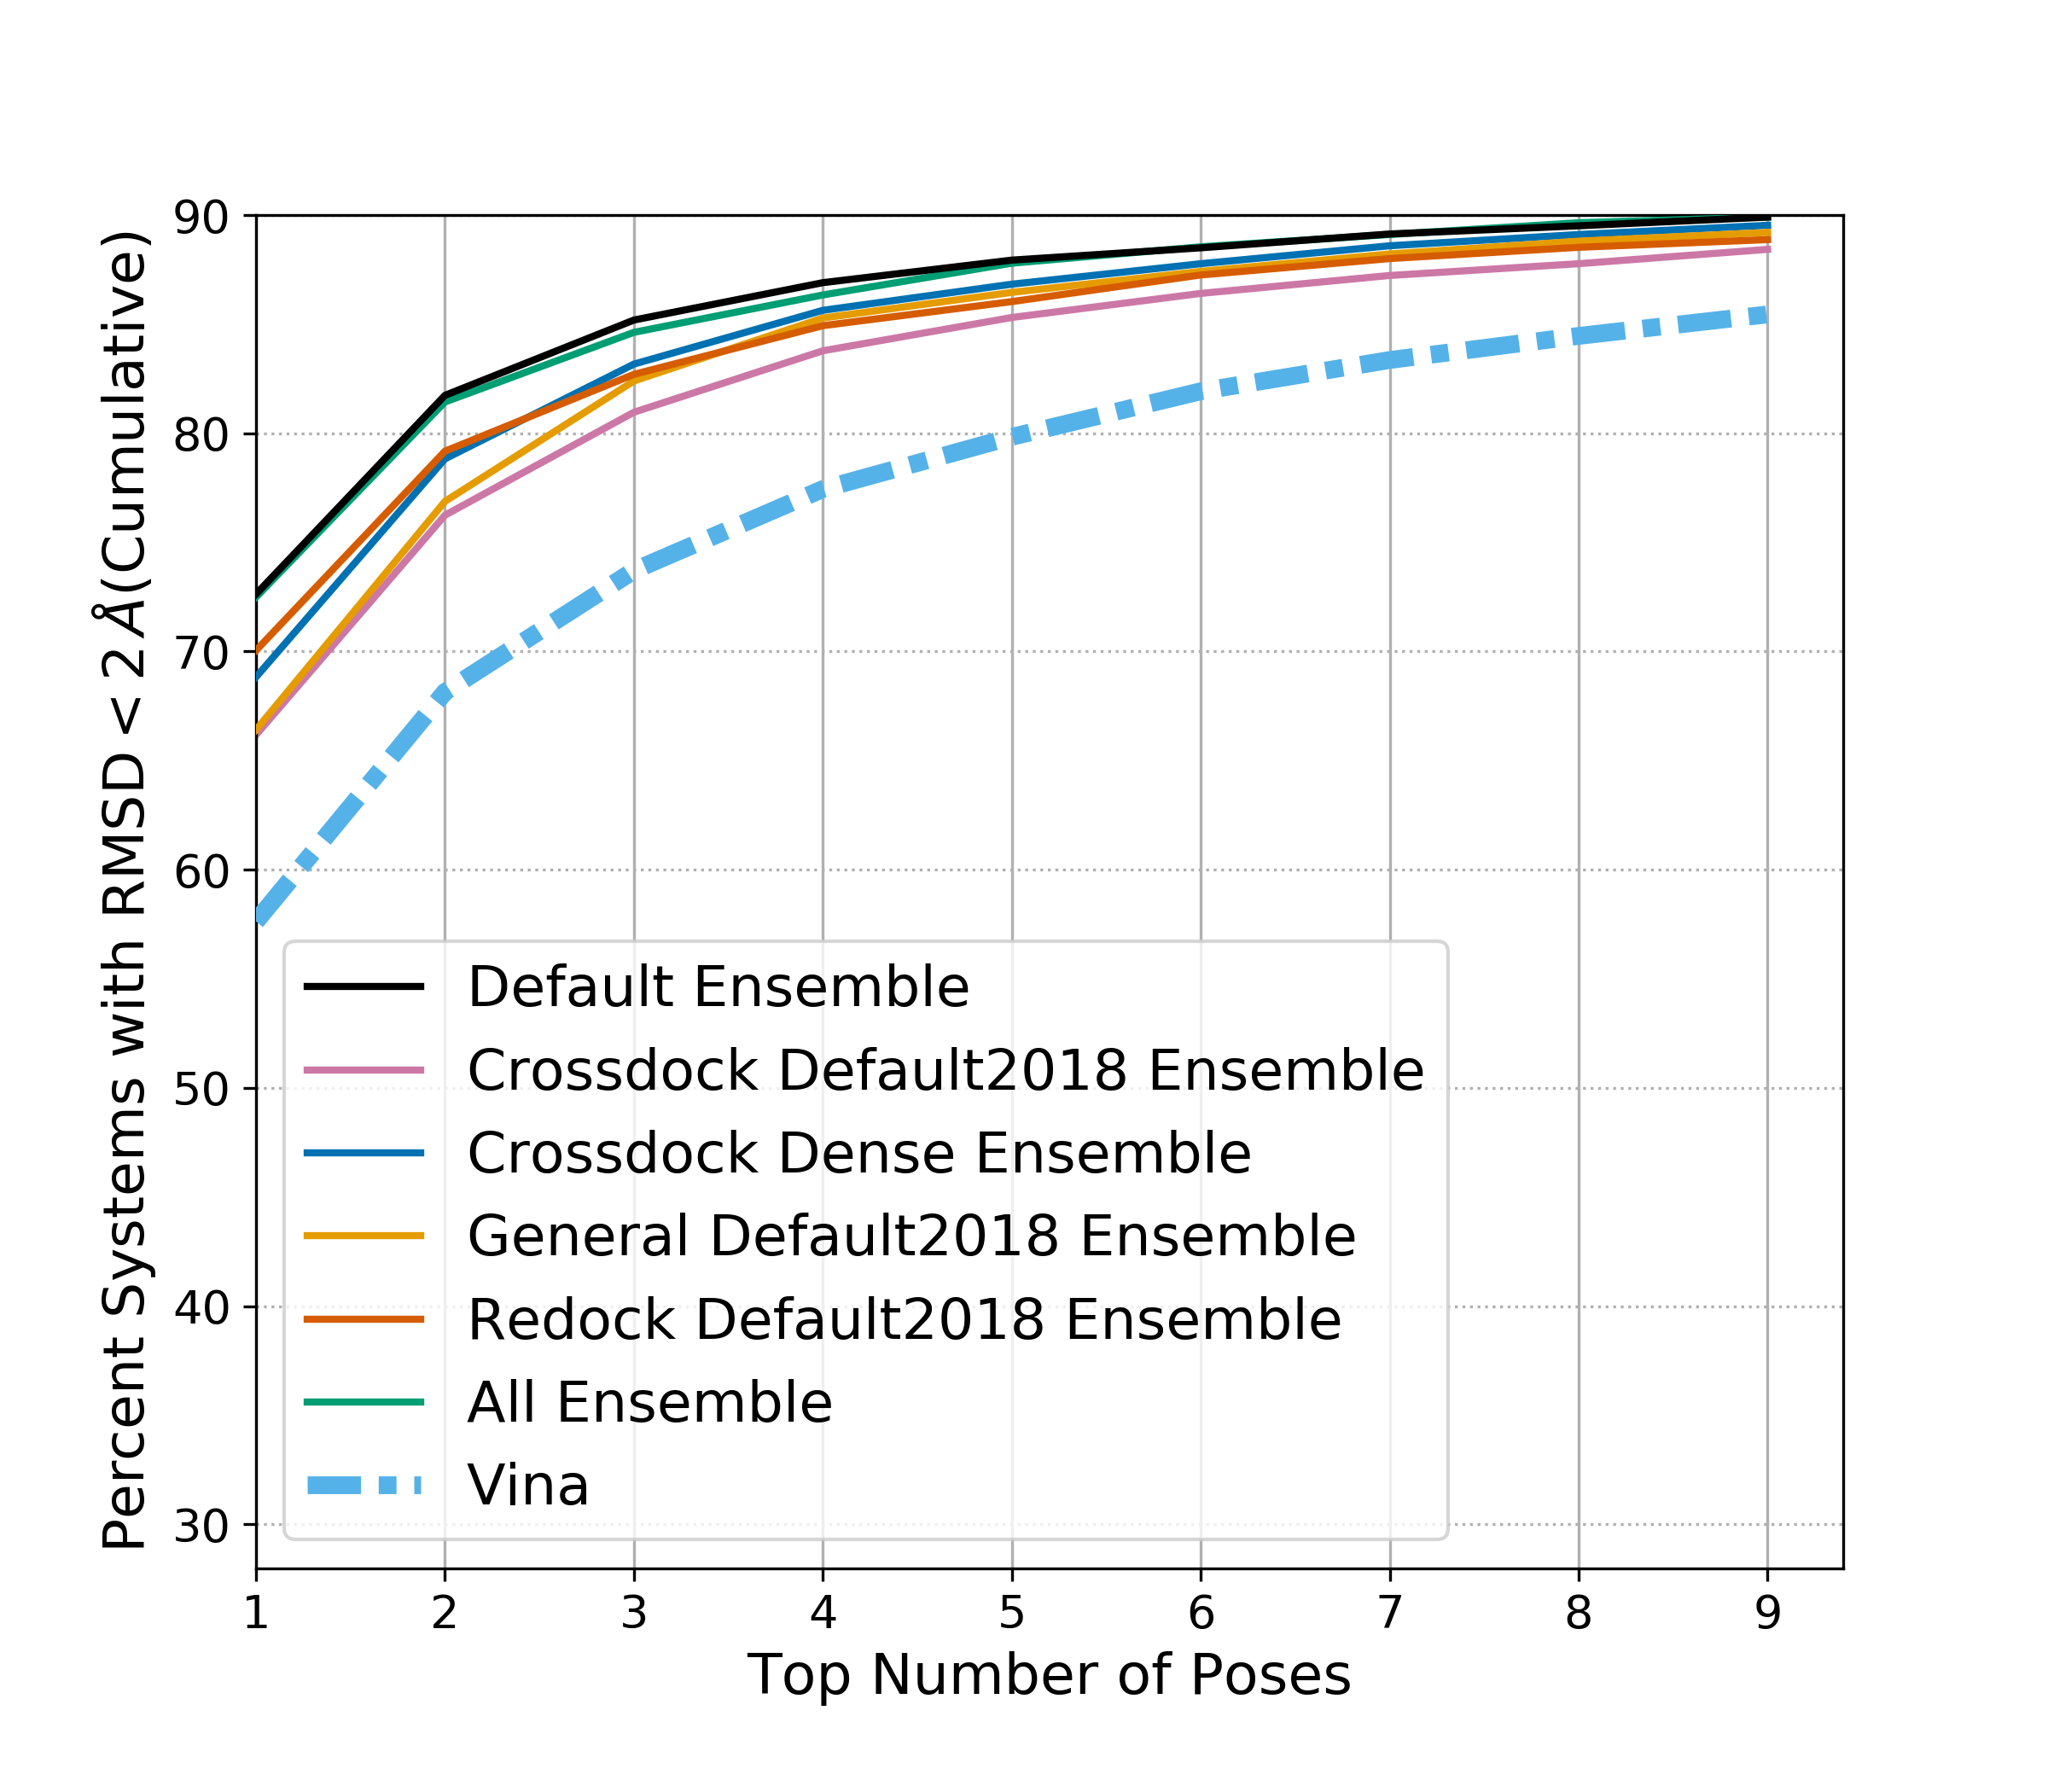 Percent Systems with RMSD < 2 Å(Cumulative)
90
80
70
60
50
40
30
Default Ensemble
Crossdock Default2018 Ensemble
Crossdock Dense Ensemble
General Default2018 Ensemble
Redock Default2018 Ensemble
All Ensemble
Vina
1 2 3 4 5 6 7 8 9
Top Number of Poses